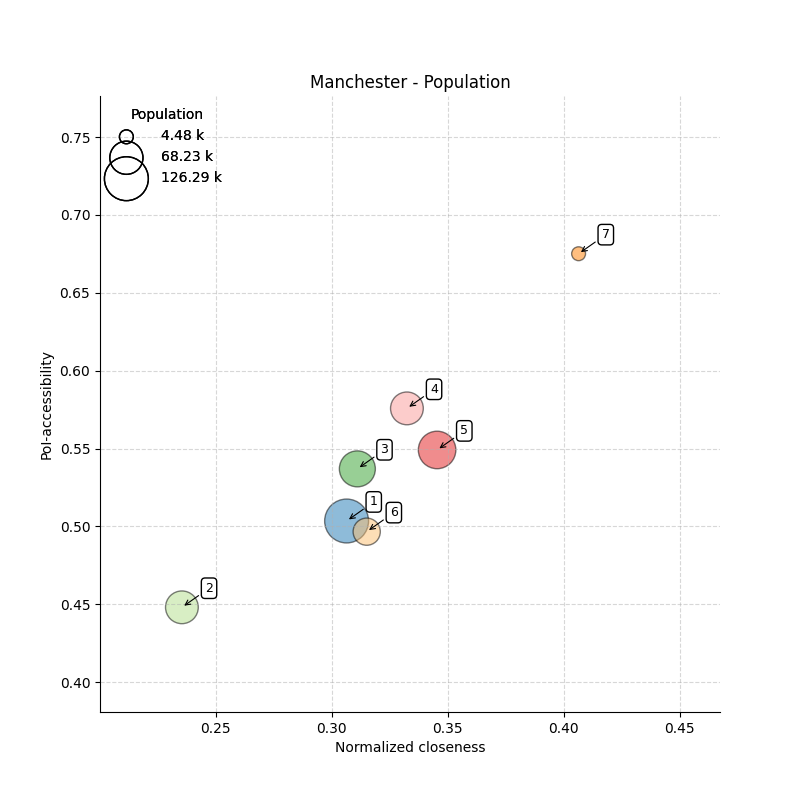 Manchester - Population
Population
4.48 k
68.23 k
126.29 k
0.75
0.70
0.65
0.60
0.55
0.50
0.45
0.40
PoI-accessibility
7
4
5
3
1
6
2
0.25
0.30
0.35
0.40
0.45
Normalized closeness